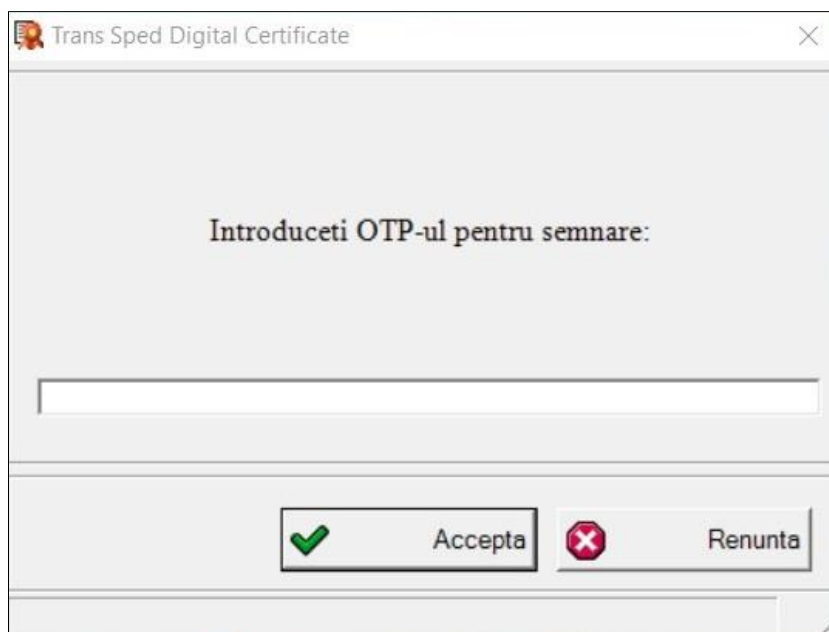 Trans Sped Digital Certificate
Introduceti OTP-ul pentru semnare:
Accepta
Renunta